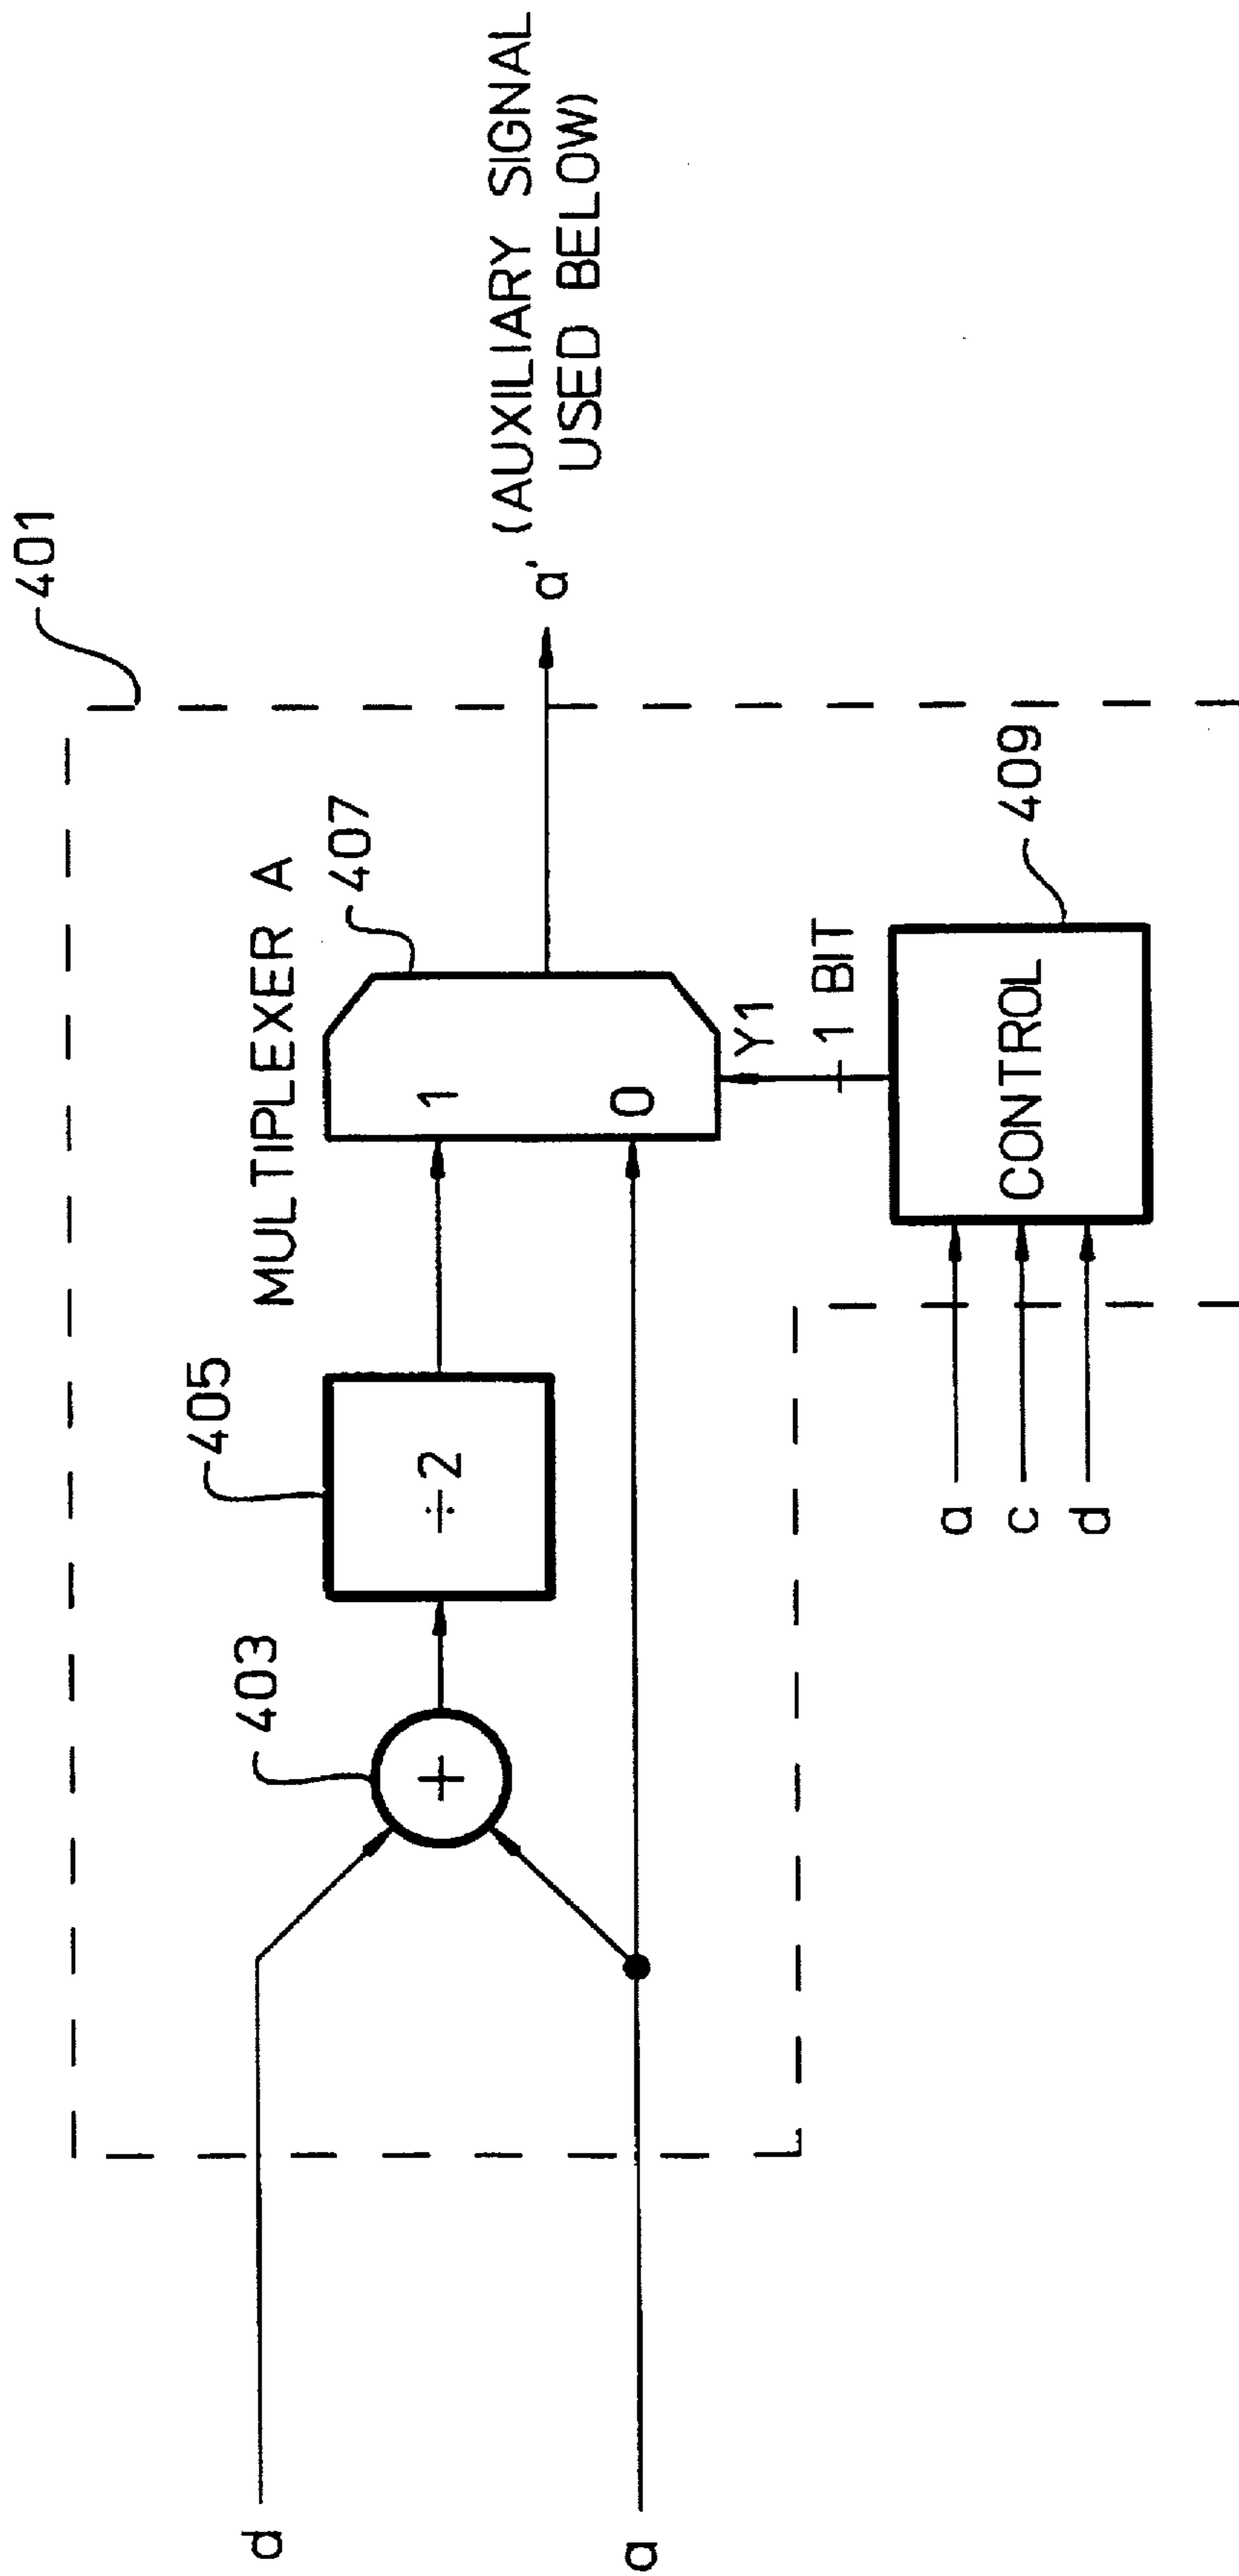 401
MULTIPLEXER A
403
405
407
d
+
÷2
1
0
a
a'
(AUXILIARY SIGNAL
USED BELOW)
Y1
1 BIT
a
c
d
CONTROL
409